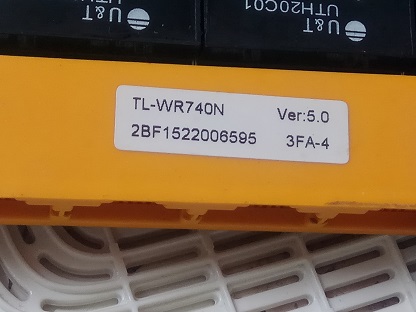 U&T
U&T
UTH20C01
TL-WR740N Ver:5.0
2BF1522006595 3FA-4